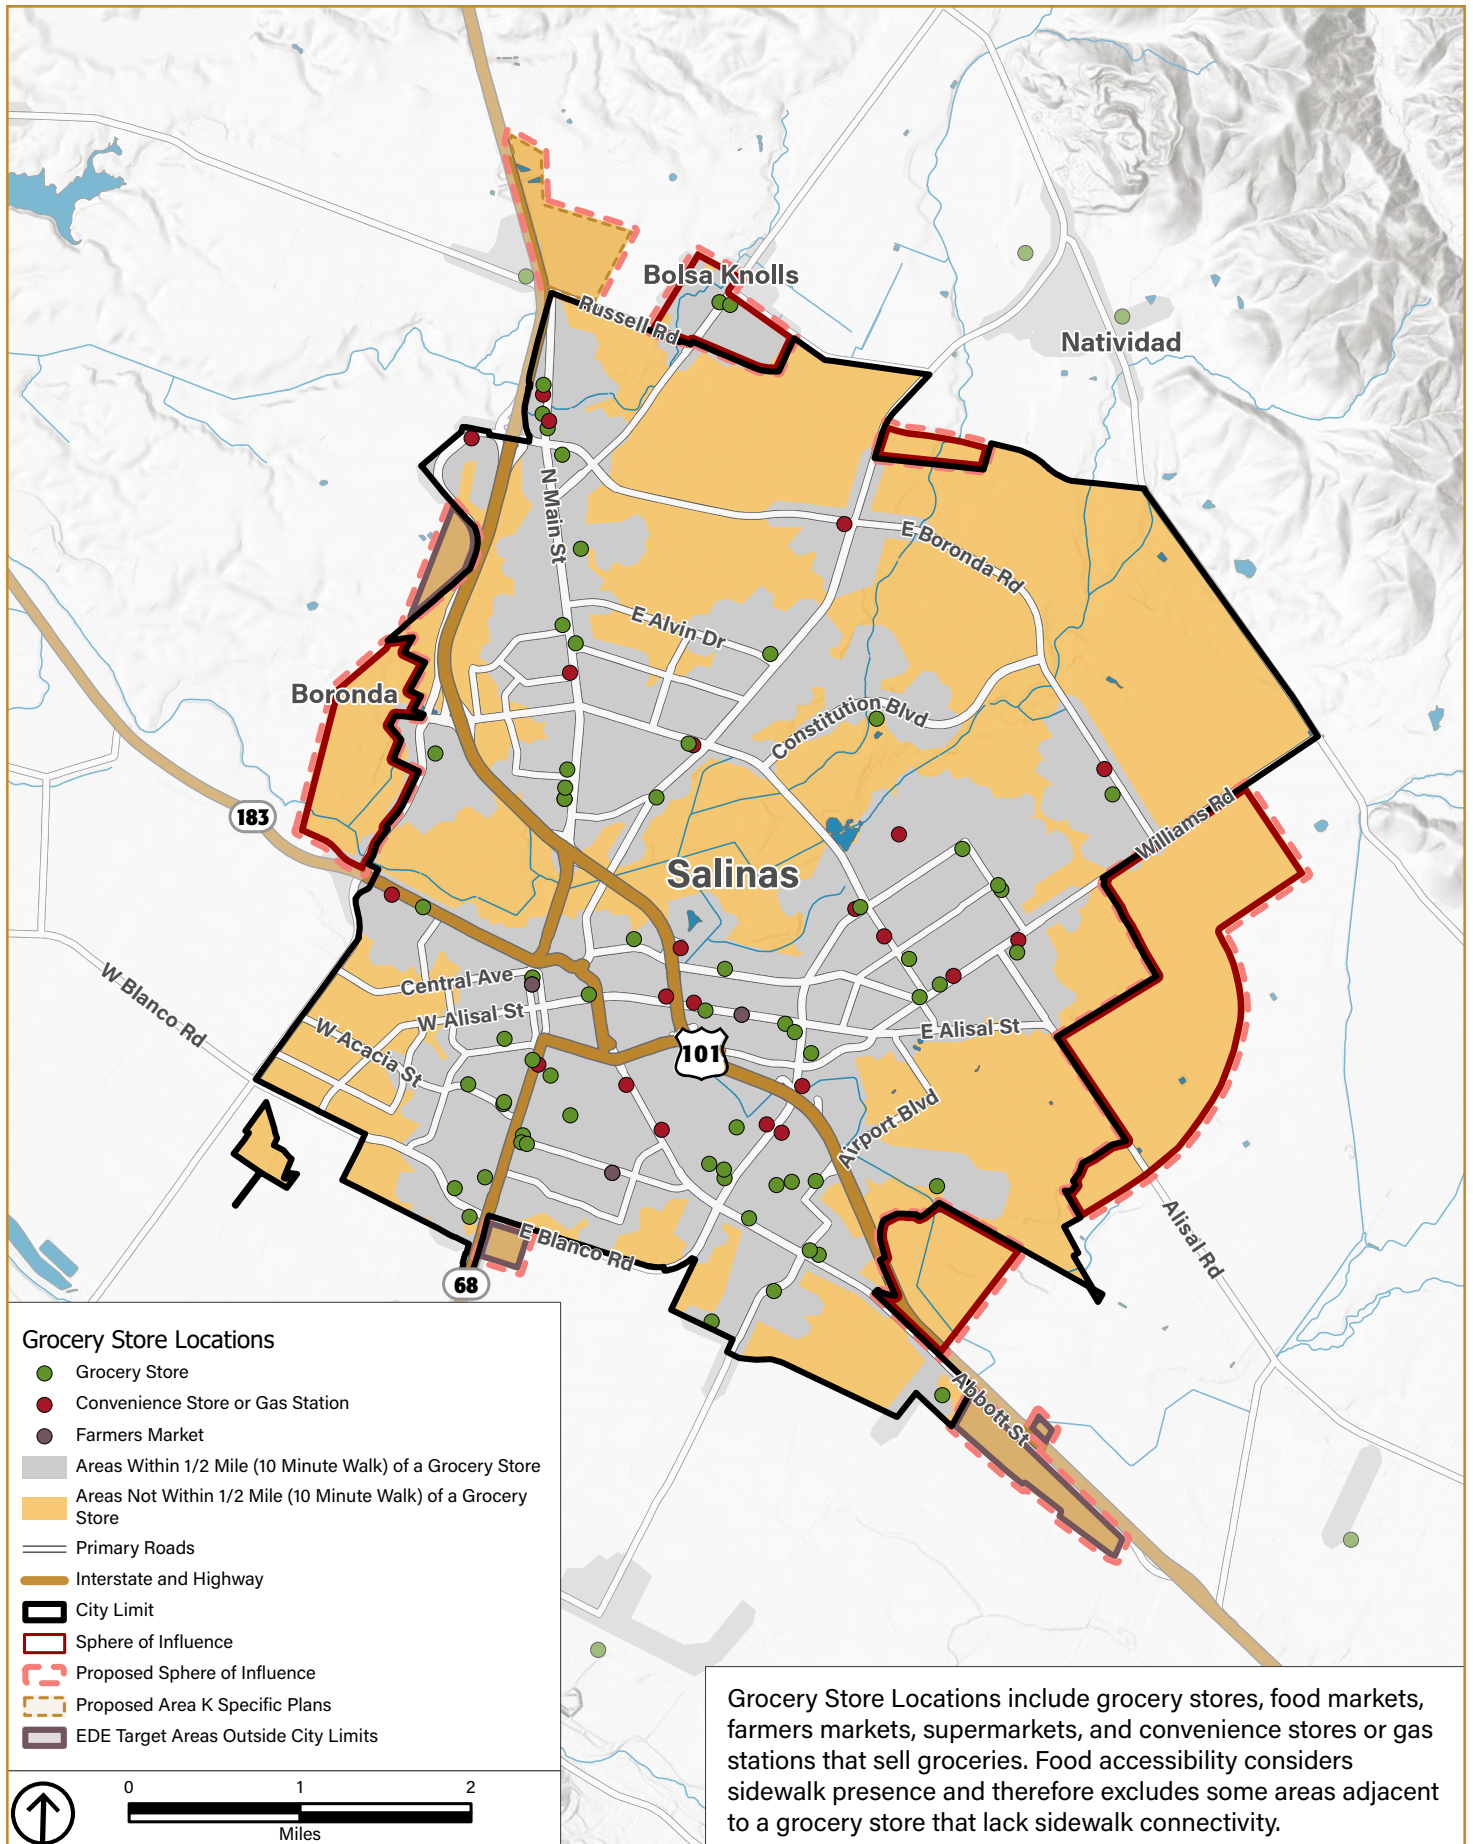 Bolsa Knolls
Russell Rd
Natividad
N Main St
E Boronda Rd
E Alvin Dr
Boronda
Constitution Blvd
183
Williams Rd
Salinas
W Blanco Rd
Central Ave
W Alisal St
W Acacia St
E Alisal St
101
Airport Blvd
Alisal Rd
E Blanco Rd
68
Abbott St
Grocery Store Locations
Grocery Store
Convenience Store or Gas Station
Farmers Market
Areas Within 1/2 Mile (10 Minute Walk) of a Grocery Store
Areas Not Within 1/2 Mile (10 Minute Walk) of a Grocery
Store
Primary Roads
Interstate and Highway
City Limit
Sphere of Influence
Proposed Sphere of Influence
Proposed Area K Specific Plans
EDE Target Areas Outside City Limits
0 1 2
Miles
Grocery Store Locations include grocery stores, food markets,
farmers markets, supermarkets, and convenience stores or gas
stations that sell groceries. Food accessibility considers
sidewalk presence and therefore excludes some areas adjacent
to a grocery store that lack sidewalk connectivity.